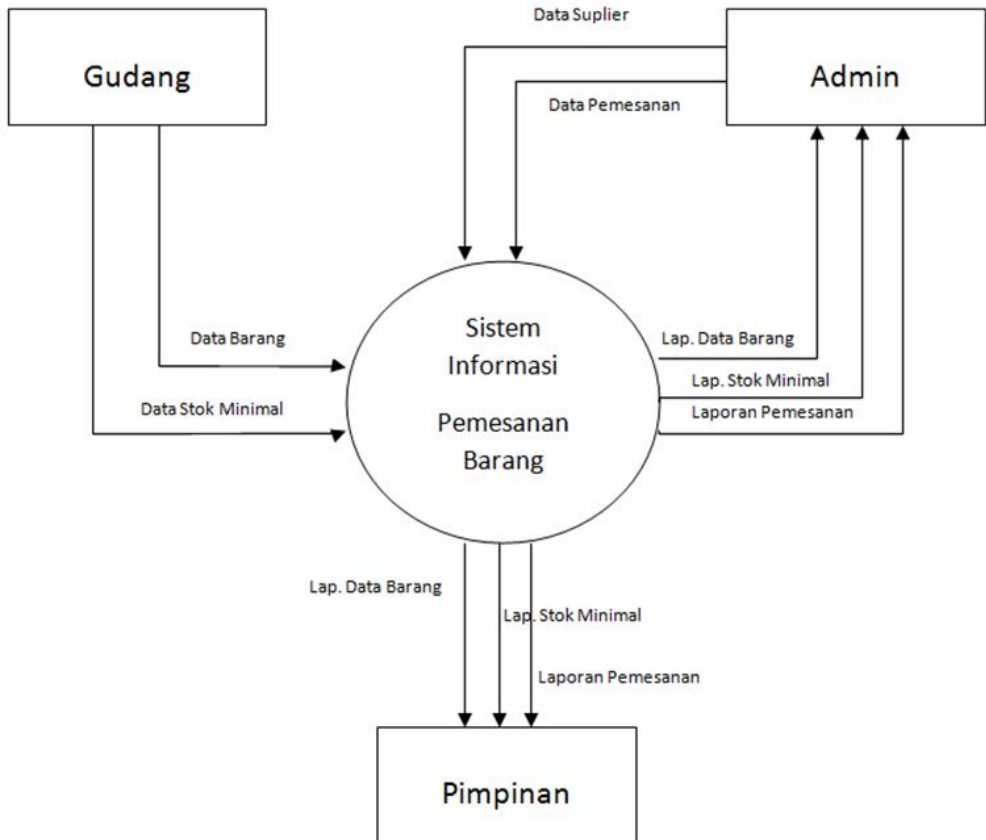 Data Suplier
Gudang
Admin
Data Pemesanan
Sistem
Informasi
Pemesanan
Barang
Data Barang
Data Stok Minimal
Lap. Data Barang
Lap. Stok Minimal
Laporan Pemesanan
Lap. Data Barang
Lap. Stok Minimal
Laporan Pemesanan
Pimpinan